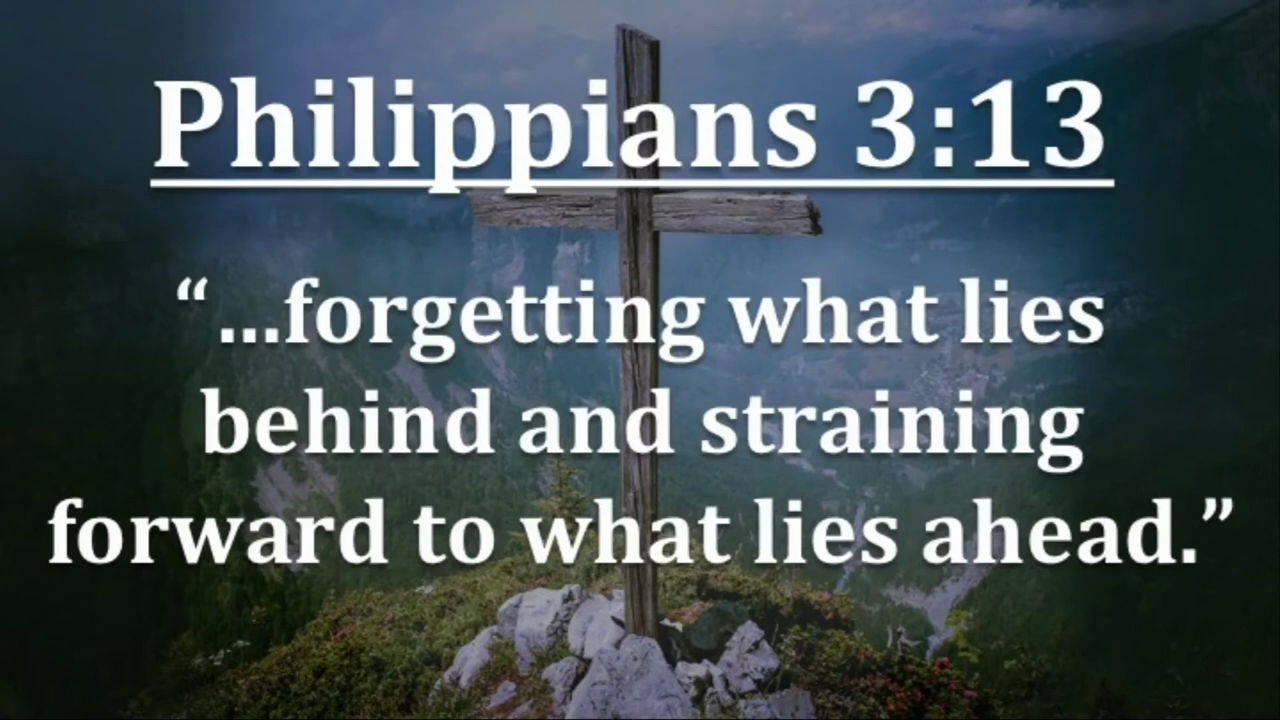 Philippians 3:13
“…forgetting what lies
behind and straining
forward to what lies ahead.”